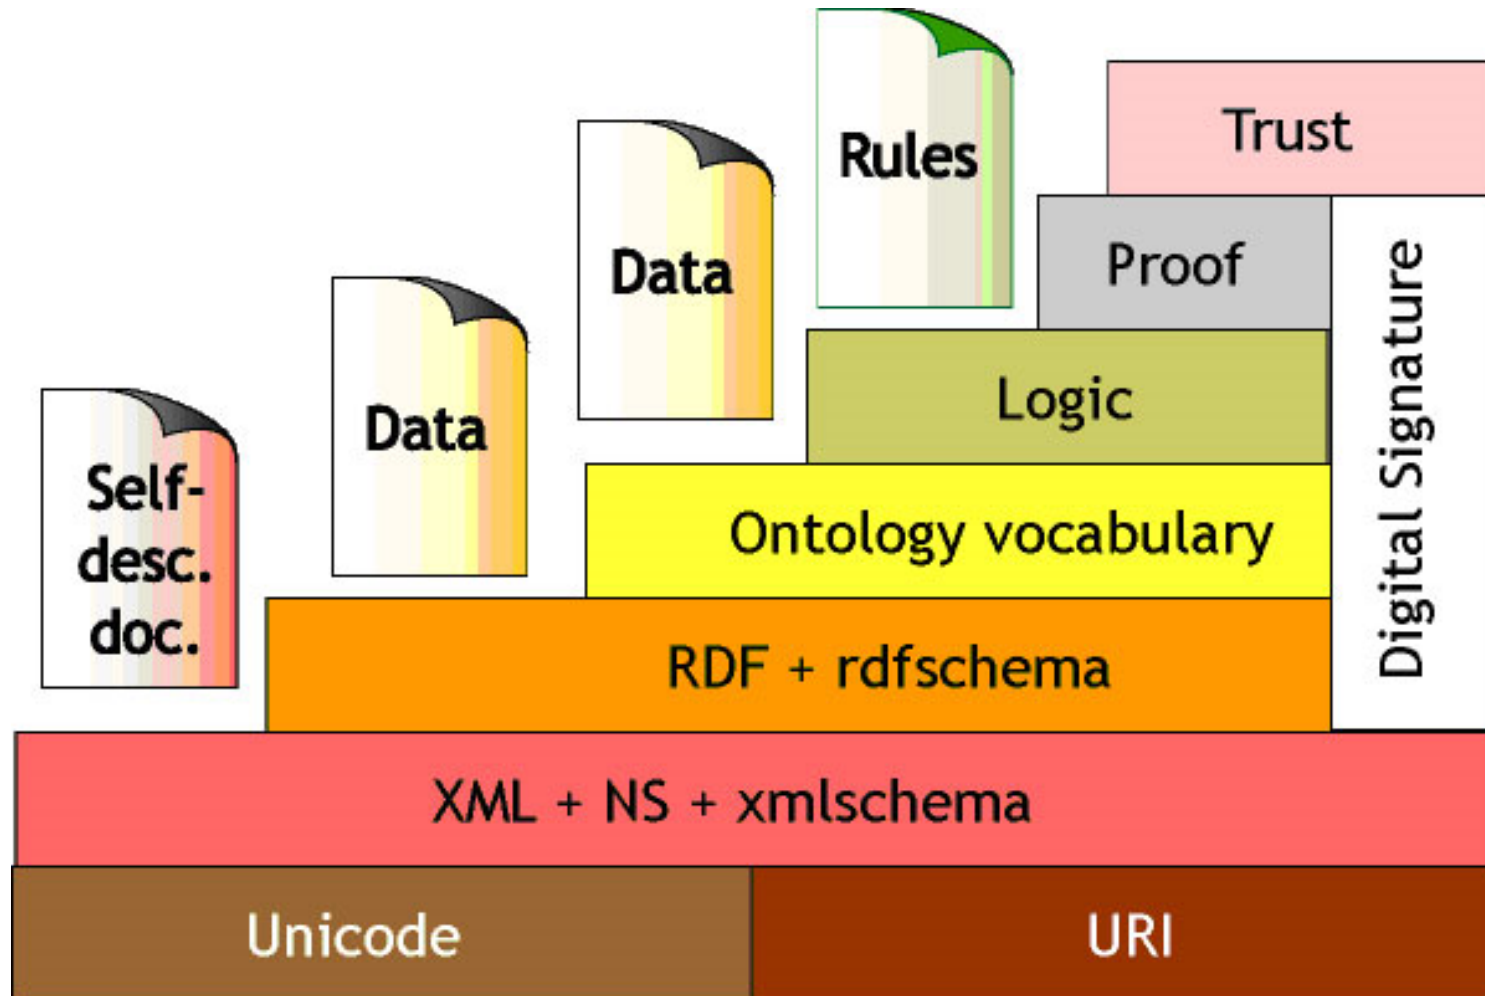 Rules
Trust
Data
Proof
Data
Logic
Self-
desc.
doc.
Ontology vocabulary
Digital Signature
RDF + rdfschema
XML + NS + xmlschema
Unicode
URI